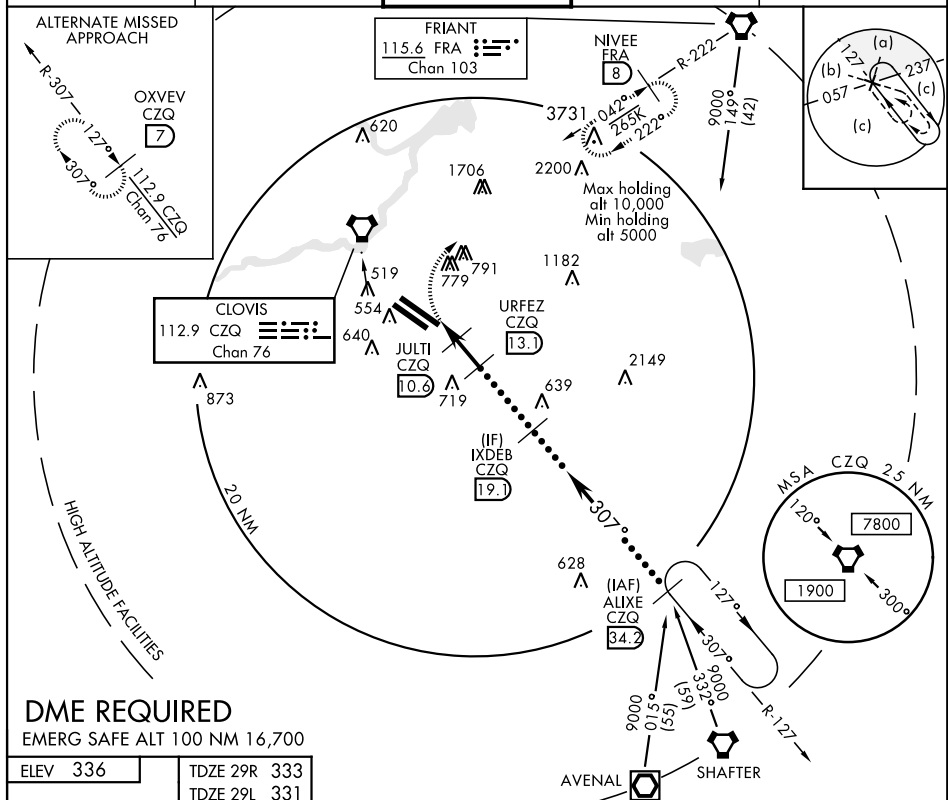 ALTERNATE MISSED
APPROACH
R-307
OXVEV
CZQ
7
127°
307°
112.9 CZQ
Chan 76
FRIANT
115.6 FRA
Chan 103
NIVEE
FRA
8
R-222
9000
149°
(42)
3731
042°
265K
222°
2200
Max holding
alt 10,000
Min holding
alt 5000
(a)
127
237
(b)
(c)
057
(c)
620
1706
791
779
1182
519
554
640
CLOVIS
112.9 CZQ
Chan 76
URFEZ
CZQ
13.1
JULTI
CZQ
10.6
719
639
2149
873
(IF)
IXDEB
CZQ
19.1
20 NM
307°
HIGH ALTITUDE FACILITIES
MSA CZQ 25 NM
120°
7800
1900
300°
628
(IAF)
ALIXE
CZQ
34.2
127°
307°
R-127
9000
015°
(55)
9000
332°
(59)
AVENAL
SHAFTER
DME REQUIRED
EMERG SAFE ALT 100 NM 16,700
ELEV 336
TDZE 29R 333
TDZE 29L 331